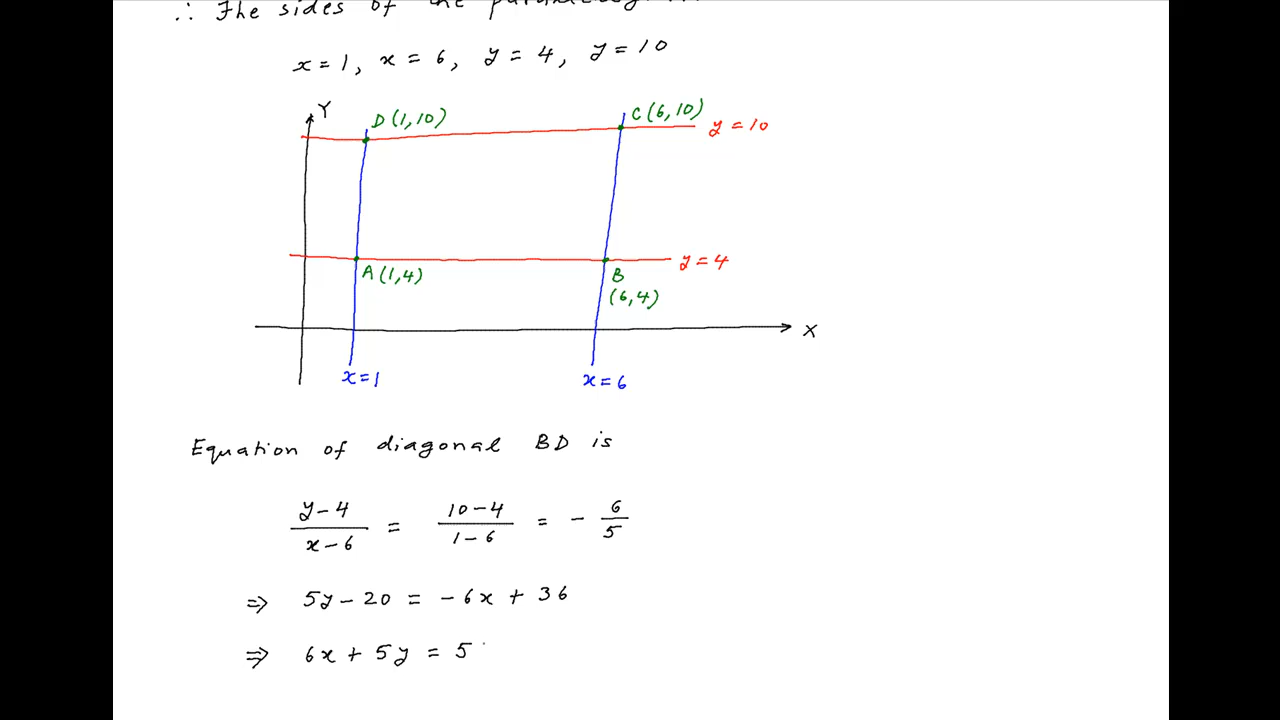 ∴ The sides of the
x = 1, x = 6, y = 4, y = 10
Y
D (1,10)
C (6,10)
y = 10
A (1,4)
B
(6,4)
y = 4
X
x = 1
x = 6
Equation of diagonal BD is
(y − 4)/(x − 6) = (10 − 4)/(1 − 6) = − 6/5
⇒ 5y − 20 = − 6x + 36
⇒ 6x + 5y = 5